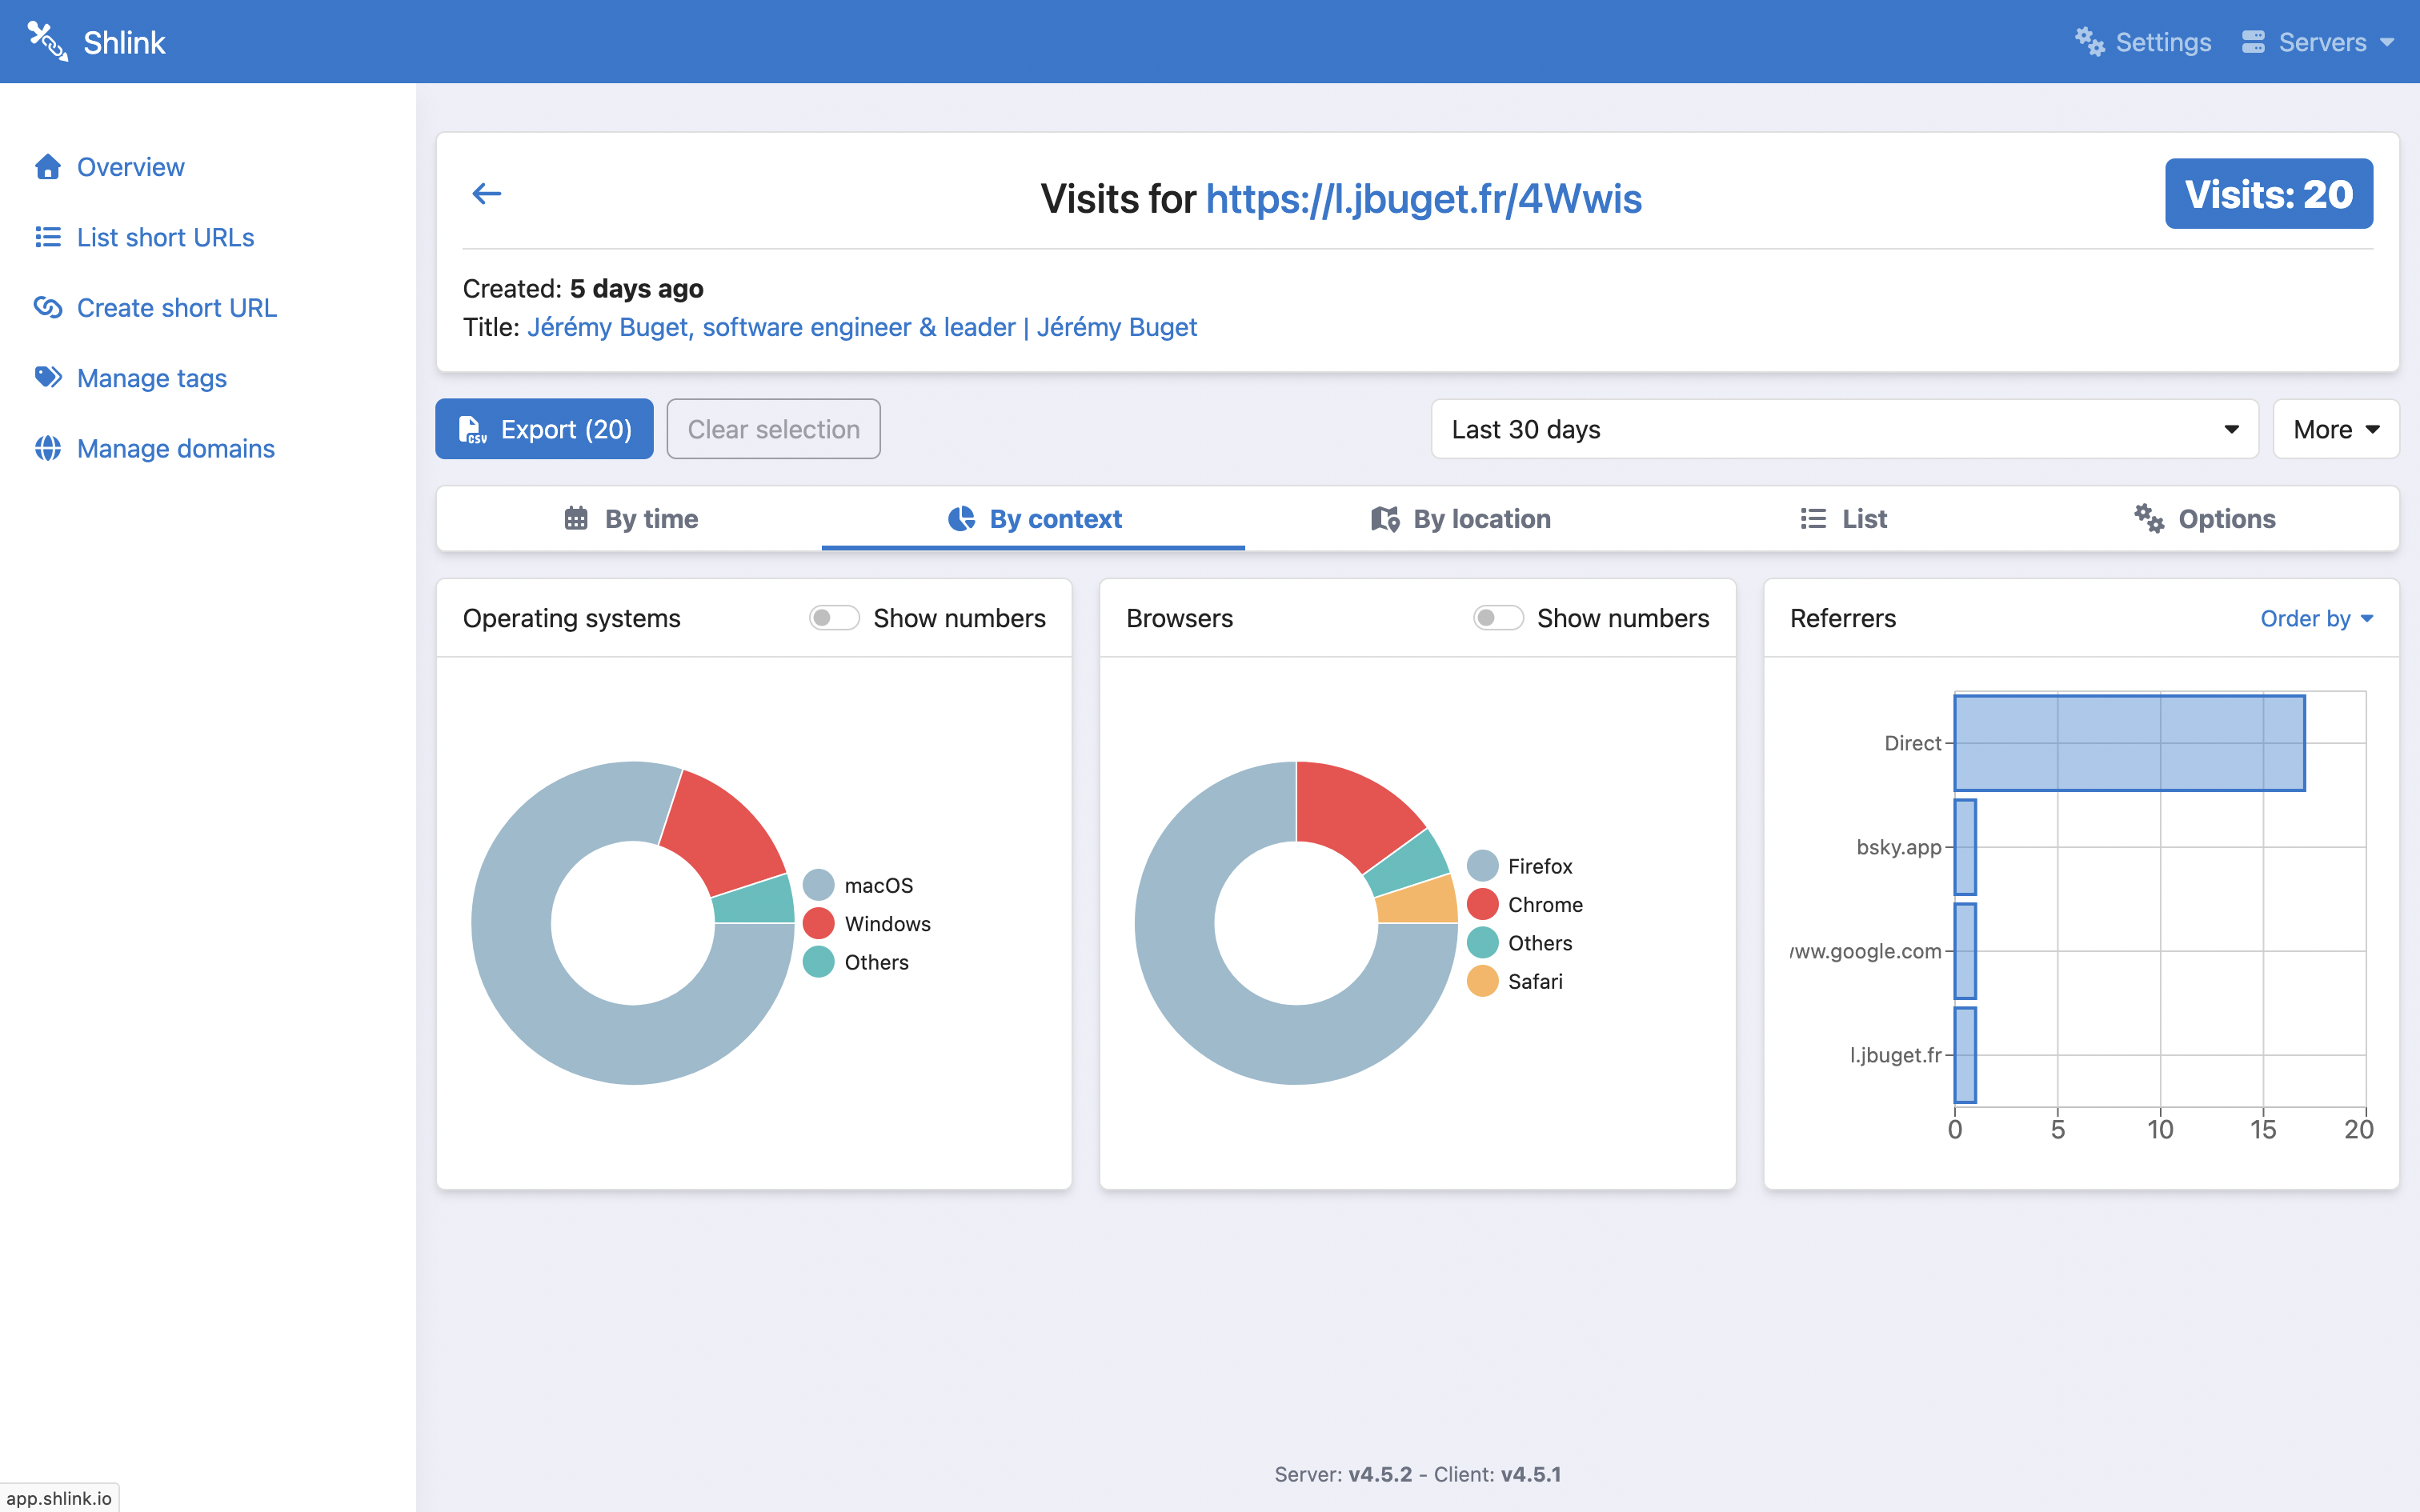 Shlink
Settings
Servers
Overview
List short URLs
Create short URL
Manage tags
Manage domains
Visits for https://l.jbuget.fr/4Wwis
Visits: 20
Created: 5 days ago
Title: Jérémy Buget, software engineer & leader | Jérémy Buget
CSV
Export (20)
Clear selection
Last 30 days
More
By time
By context
By location
List
Options
Operating systems
Show numbers
macOS
Windows
Others
Browsers
Show numbers
Firefox
Chrome
Others
Safari
Referrers
Order by
Direct
bsky.app
ww.google.com
l.jbuget.fr
0 5 10 15 20
Server: v4.5.2 - Client: v4.5.1
app.shlink.io